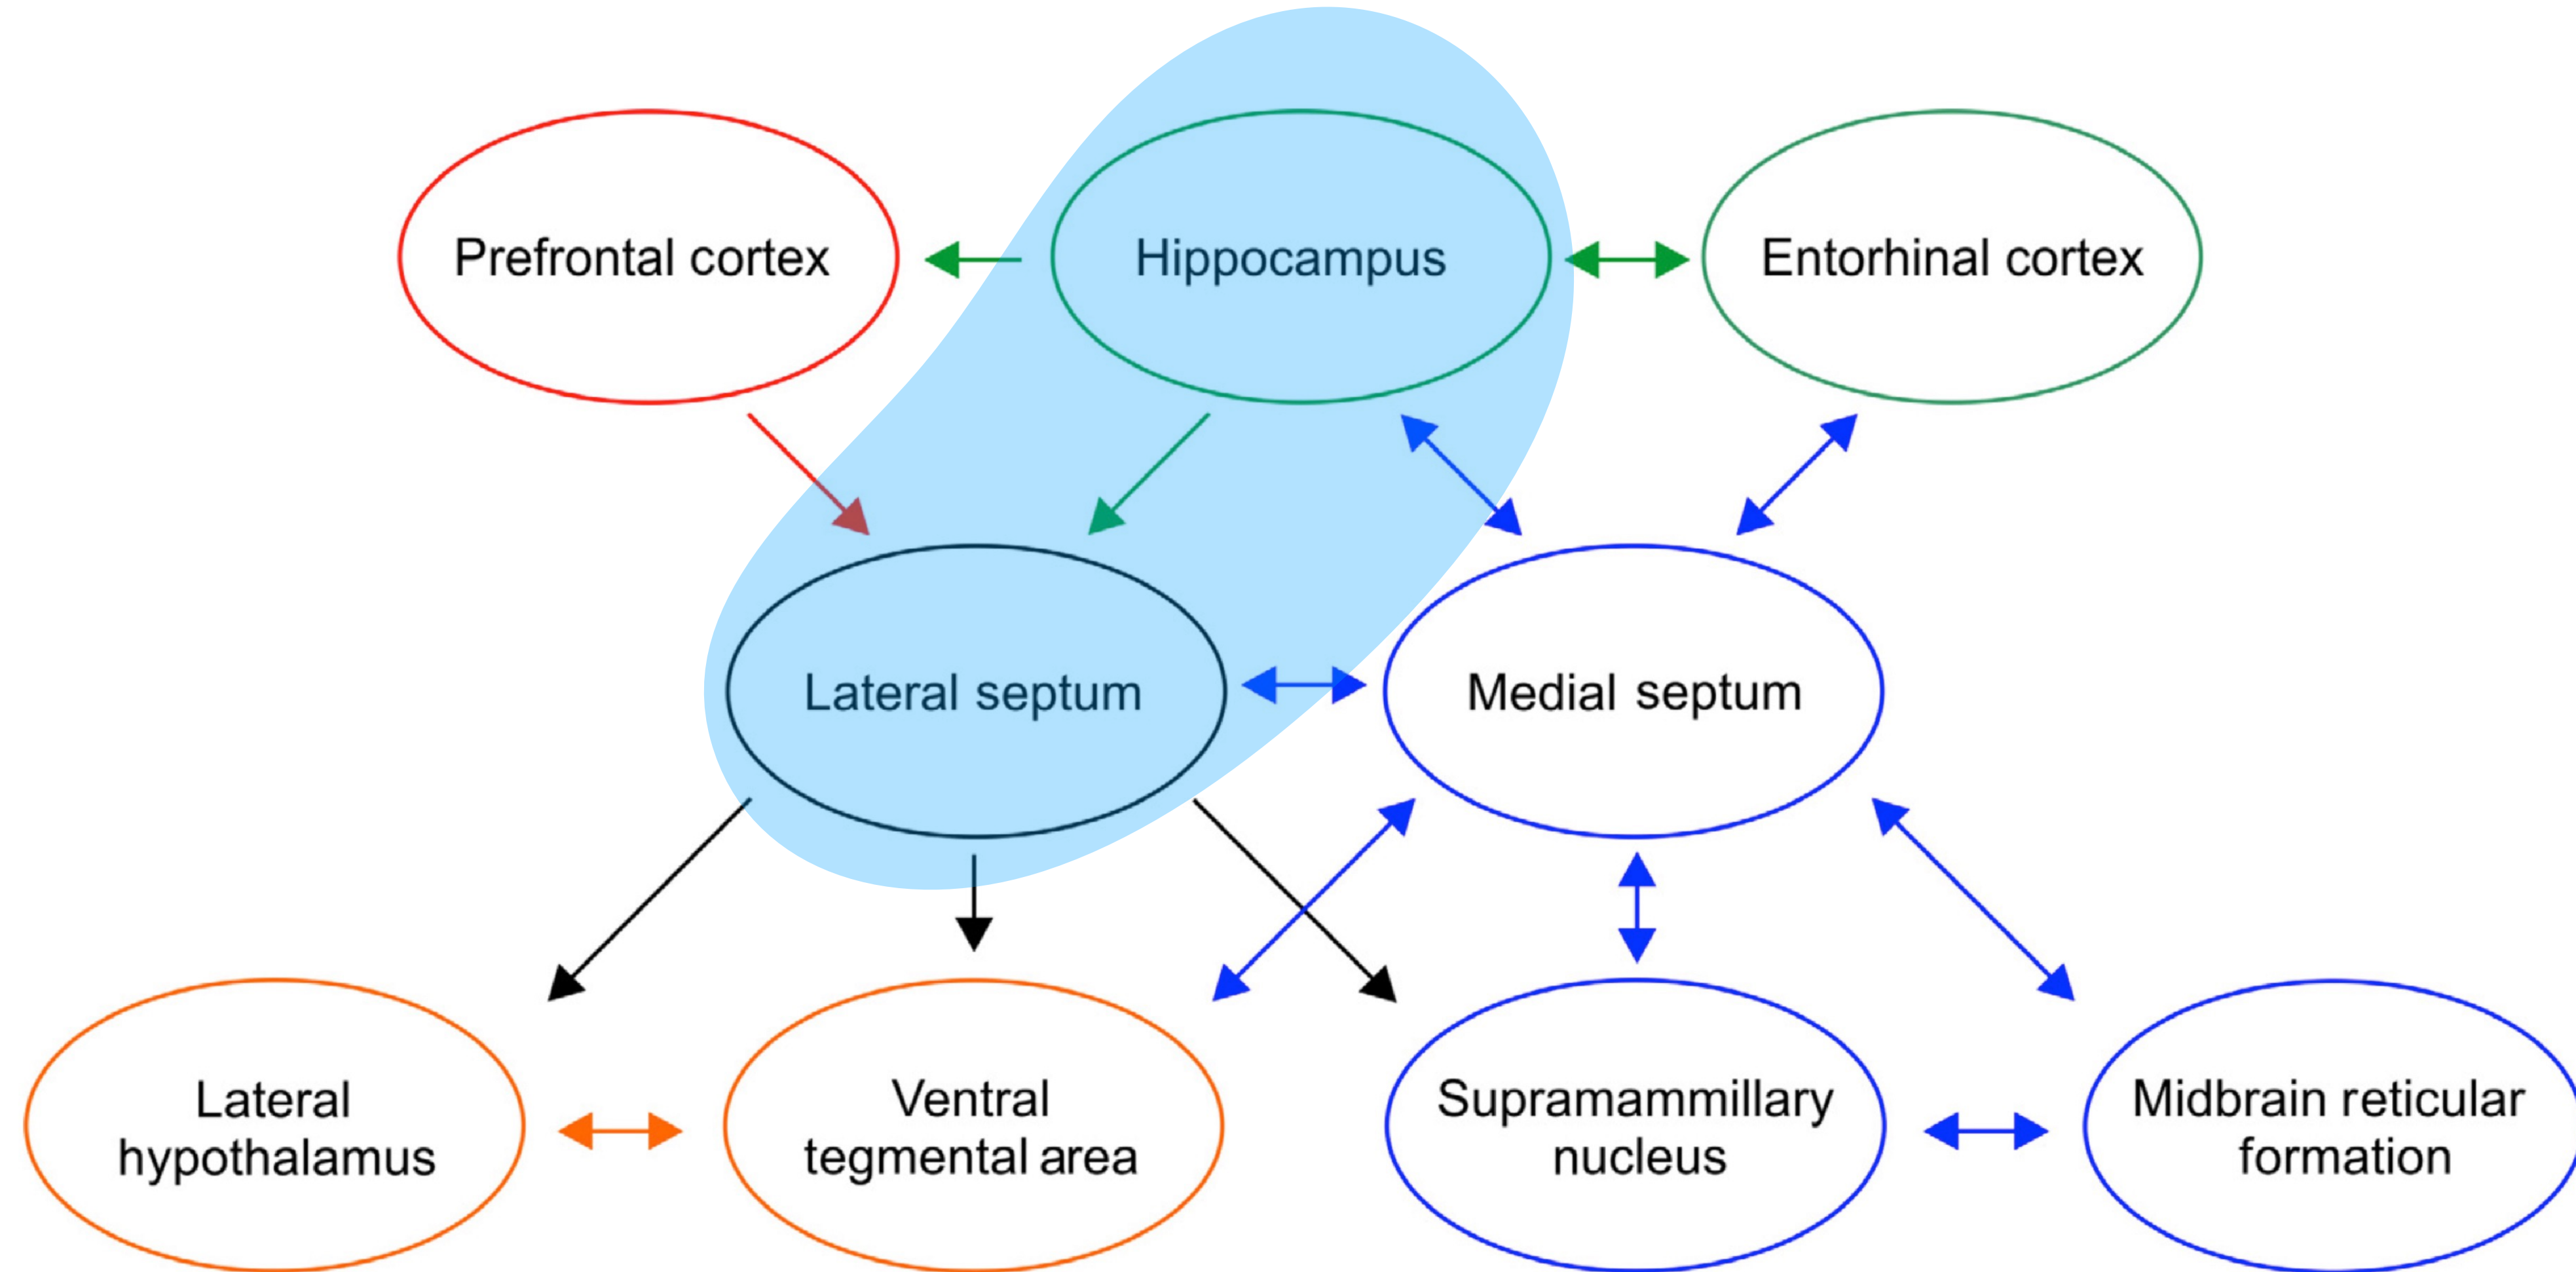 Prefrontal cortex
Hippocampus
Entorhinal cortex
Lateral septum
Medial septum
Lateral
hypothalamus
Ventral
tegmental area
Supramammillary
nucleus
Midbrain reticular
formation